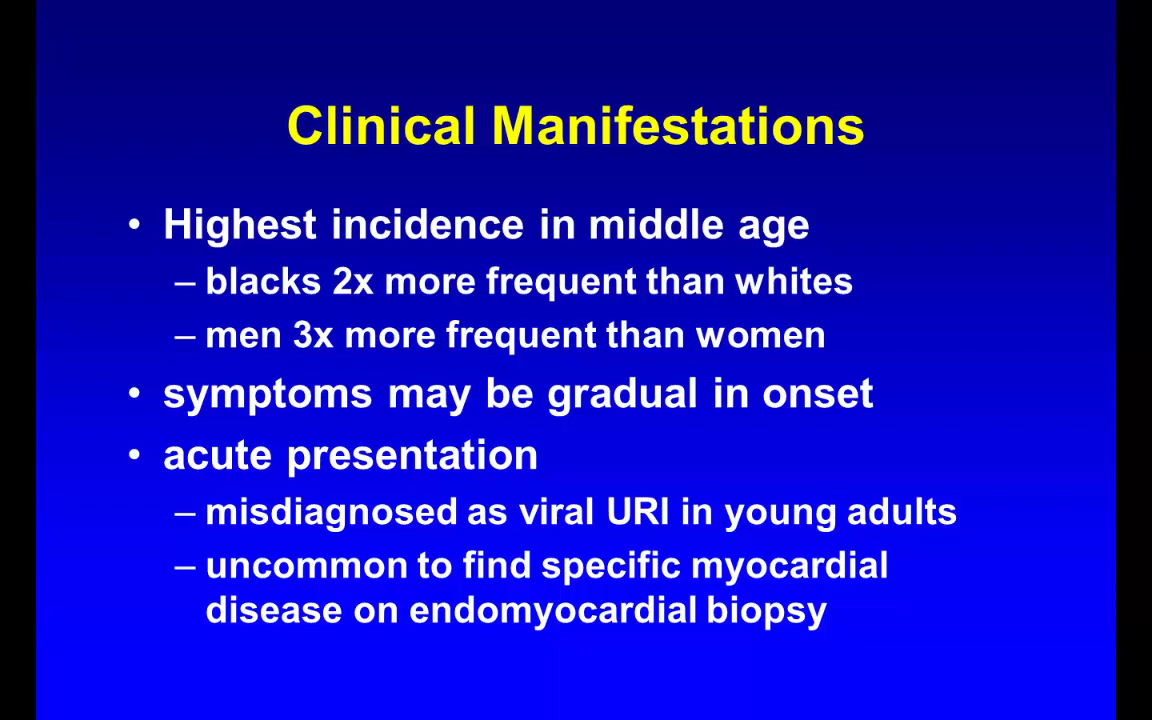 Clinical Manifestations
• Highest incidence in middle age
– blacks 2x more frequent than whites
– men 3x more frequent than women
• symptoms may be gradual in onset
• acute presentation
– misdiagnosed as viral URI in young adults
– uncommon to find specific myocardial
disease on endomyocardial biopsy